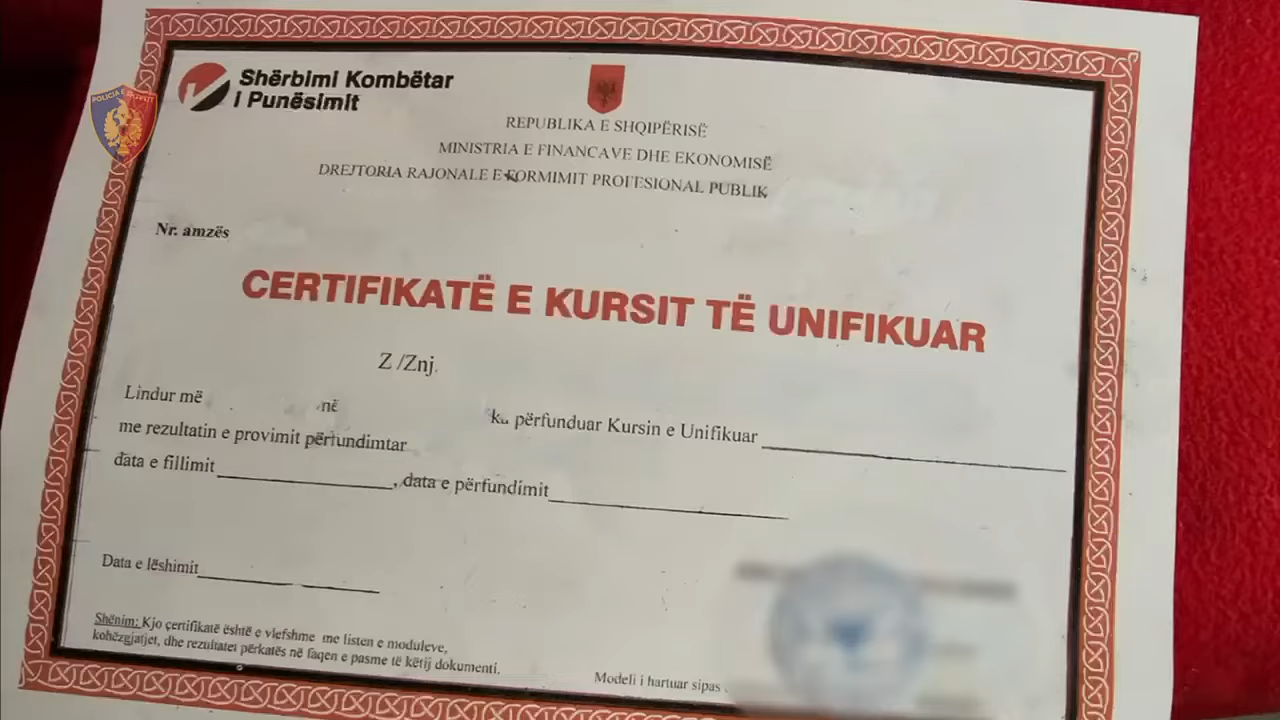 Shërbimi Kombëtar
i Punësimit
POLICIA E SHTETIT
REPUBLIKA E SHQIPËRISË
MINISTRIA E FINANCAVE DHE EKONOMISË
DREJTORIA RAJONALE E FORMIMIT PROFESIONAL PUBLIK
Nr. amzës
CERTIFIKATË E KURSIT TË UNIFIKUAR
Z /Znj.
Lindur më në ka përfunduar Kursin e Unifikuar
me rezultatin e provimit përfundimtar
data e fillimit , data e përfundimit
Data e lëshimit
Shënim: Kjo çertifikatë është e vlefshme me listen e moduleve,
kohëzgjatjet, dhe rezultatet përkatës në faqen e pasme të këtij dokumenti.
Modeli i hartuar sipas